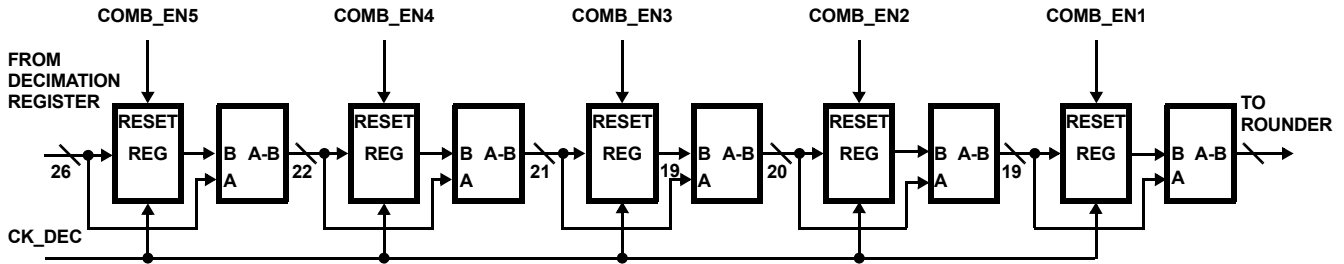 COMB_EN5 COMB_EN4 COMB_EN3 COMB_EN2 COMB_EN1
FROM
DECIMATION
REGISTER
TO
ROUNDER
RESET RESET RESET RESET RESET
REG B A-B REG B A-B REG B A-B REG B A-B REG B A-B
26 22 21 19 20 19
A A A A A
CK_DEC